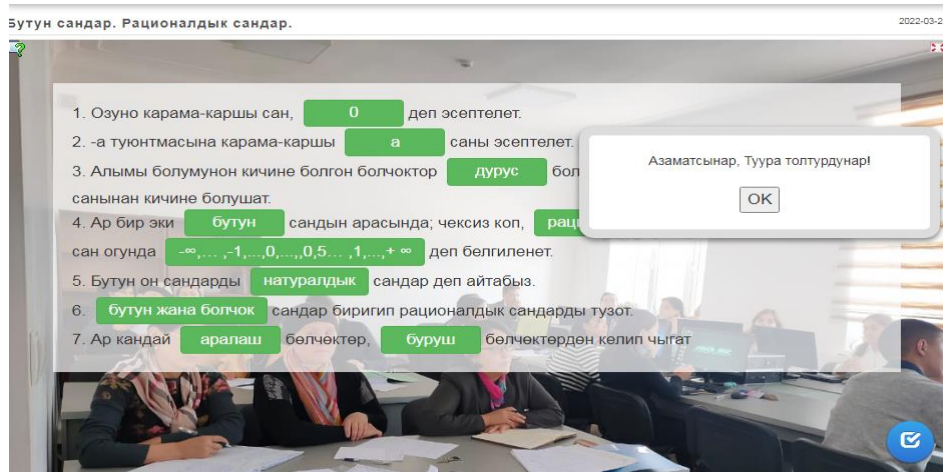 Бутун сандар. Рационалдык сандар.
2022-03-2
1. Озуно карама-каршы сан, 0 деп эсептелет.
2. -а туюнтмасына карама-каршы а саны эсептелет.
3. Алымы болумунон кичине болгон болчоктор дурус бол
санынан кичине болушат.
4. Ар бир эки бутун сандын арасында; чексиз коп, рац
сан огунда -∞,... ,-1,...,0,...,,0,5... ,1,...,+ ∞ деп белгиленет.
5. Бутун он сандарды натуралдык сандар деп айтабыз.
6. бутун жана болчок сандар биригип рационалдык сандарды тузот.
7. Ар кандай аралаш бөлчөктөр, буруш бөлчөктөрдөн келип чыгат
Азаматсынар, Туура толтурдунар!
OK